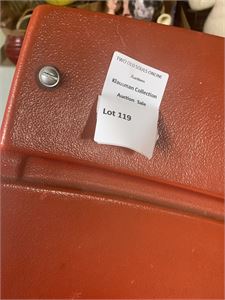 TWO OLD SOULS ONLINE
Auctions
Klausman Collection
Auction Sale
Lot 119